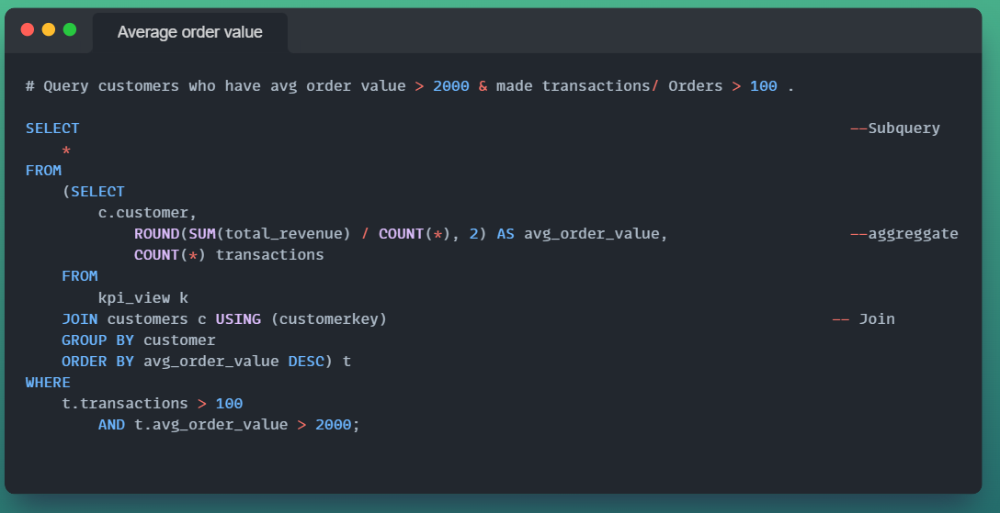 Average order value
# Query customers who have avg order value > 2000 & made transactions/ Orders > 100 .
SELECT --Subquery
*
FROM
(SELECT
c.customer,
ROUND(SUM(total_revenue) / COUNT(*), 2) AS avg_order_value, --aggreggate
COUNT(*) transactions
FROM
kpi_view k
JOIN customers c USING (customerkey) -- Join
GROUP BY customer
ORDER BY avg_order_value DESC) t
WHERE
t.transactions > 100
AND t.avg_order_value > 2000;